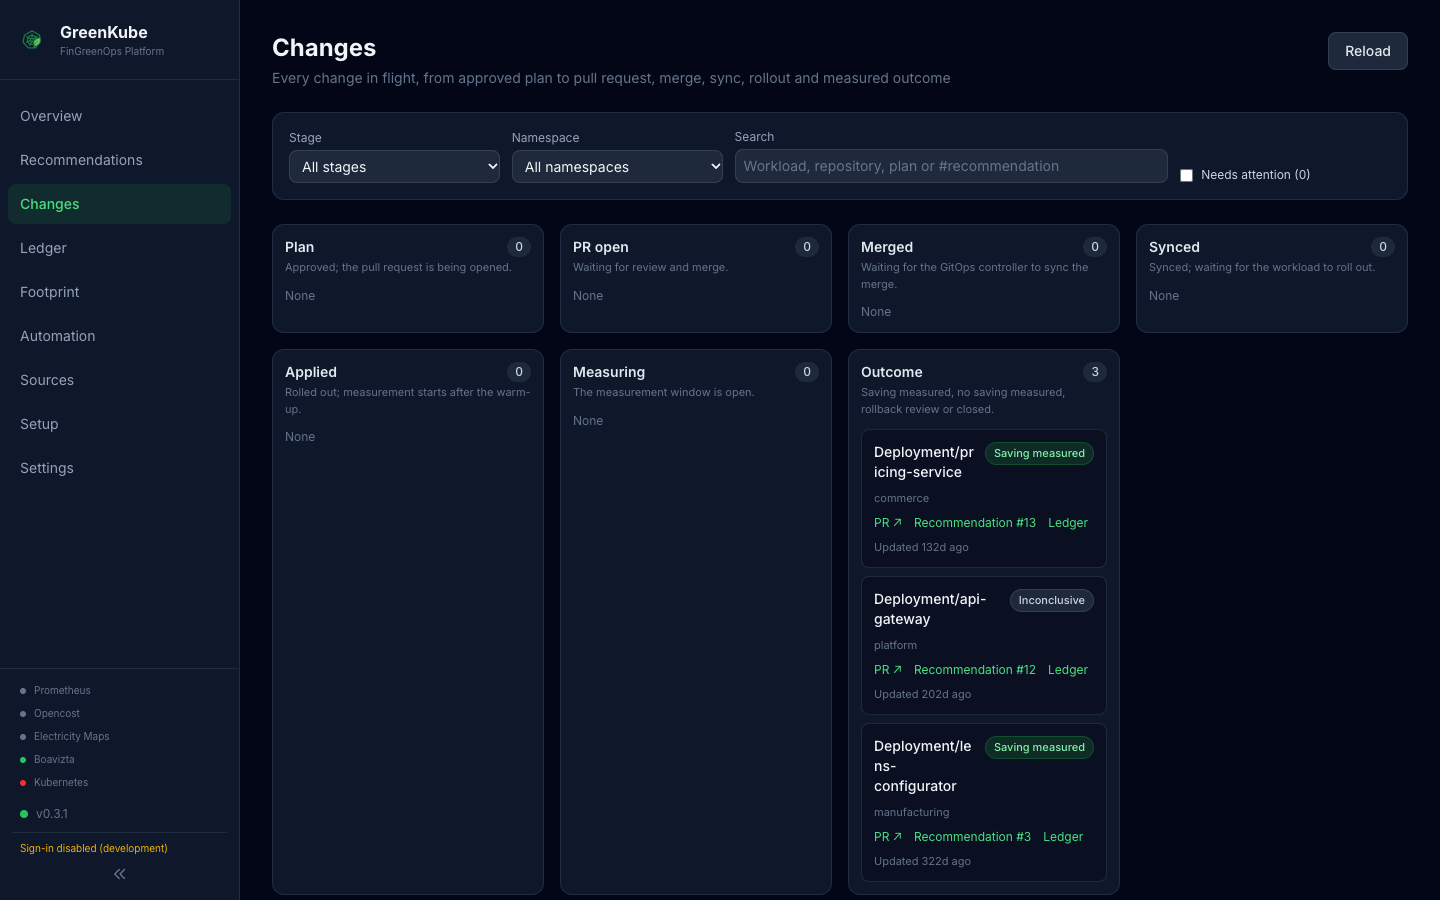 GreenKube
FinGreenOps Platform
Overview
Recommendations
Changes
Ledger
Footprint
Automation
Sources
Setup
Settings
Prometheus
Opencost
Electricity Maps
Boavizta
Kubernetes
v0.3.1
Sign-in disabled (development)
Changes
Every change in flight, from approved plan to pull request, merge, sync, rollout and measured outcome
Reload
Stage
All stages
Namespace
All namespaces
Search
Workload, repository, plan or #recommendation
Needs attention (0)
Plan 0
Approved; the pull request is being opened.
None
PR open 0
Waiting for review and merge.
None
Merged 0
Waiting for the GitOps controller to sync the
merge.
None
Synced 0
Synced; waiting for the workload to roll out.
None
Applied 0
Rolled out; measurement starts after the warm-
up.
None
Measuring 0
The measurement window is open.
None
Outcome 3
Saving measured, no saving measured,
rollback review or closed.
Deployment/pr
icing-service
Saving measured
commerce
PR ↗ Recommendation #13 Ledger
Updated 132d ago
Deployment/api-
gateway
Inconclusive
platform
PR ↗ Recommendation #12 Ledger
Updated 202d ago
Deployment/le
ns-
configurator
Saving measured
manufacturing
PR ↗ Recommendation #3 Ledger
Updated 322d ago